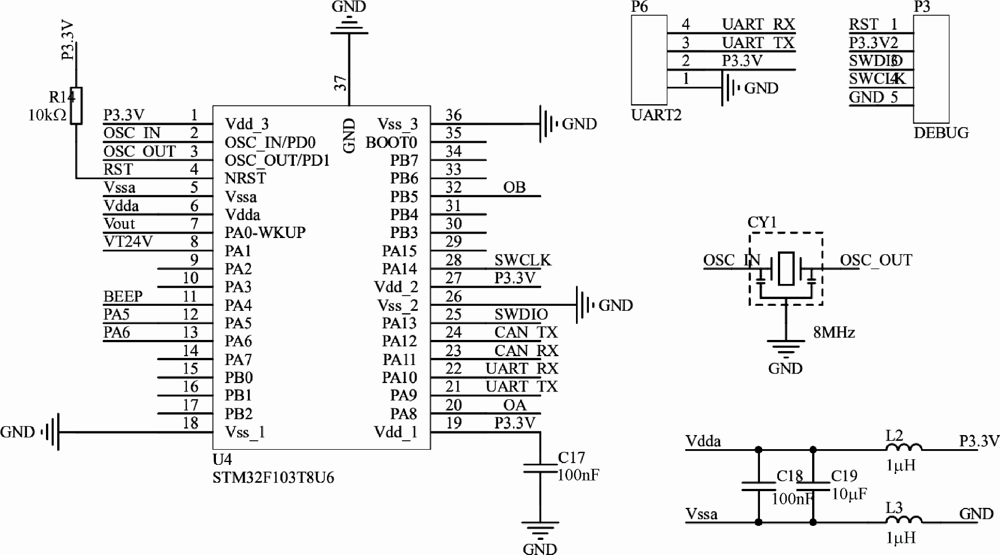 GND
P3.3V
37
R14
10kΩ
P3.3V 1 Vdd_3
OSC_IN 2 OSC_IN/PD0
OSC_OUT 3 OSC_OUT/PD1
RST 4 NRST
Vssa 5 Vssa
Vdda 6 Vdda
Vout 7 PA0-WKUP
VT24V 8 PA1
9 PA2
10 PA3
BEEP 11 PA4
PA5 12 PA5
PA6 13 PA6
14 PA7
15 PB0
16 PB1
17 PB2
GND 18 Vss_1
GND
Vss_3 36 GND
BOOT0 35
PB7 34
PB6 33
PB5 32 OB
PB4 31
PB3 30
PA15 29
PA14 28 SWCLK
Vdd_2 27 P3.3V
Vss_2 26 GND
PA13 25 SWDIO
PA12 24 CAN_TX
PA11 23 CAN_RX
PA10 22 UART_RX
PA9 21 UART_TX
PA8 20 OA
Vdd_1 19 P3.3V
U4
STM32F103T8U6
C17
100nF
GND
P6
4 UART_RX
3 UART_TX
2 P3.3V
1 GND
UART2
P3
RST 1
P3.3V 2
SWDIO 3
SWCLK 4
GND 5
DEBUG
CY1
OSC_IN OSC_OUT
8MHz
GND
Vdda L2 P3.3V
1μH
C18 C19
100nF 10μF
Vssa L3 GND
1μH